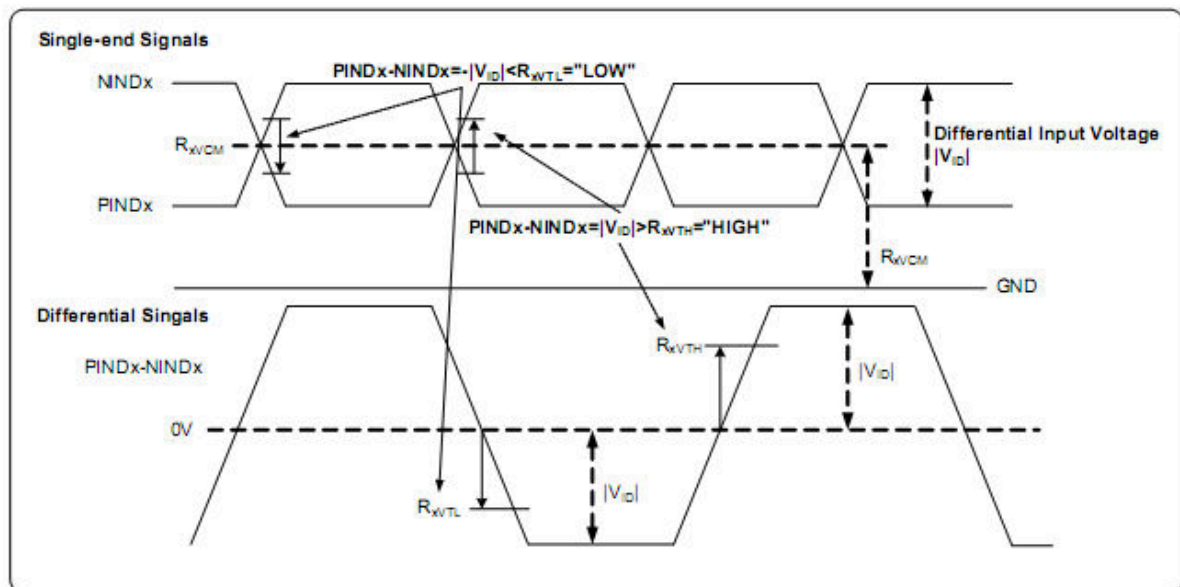 Single-end Signals
PINDx-NINDx=-|VID|<RxVTL="LOW"
NINDx
RxVCM
Differential Input Voltage
|VID|
PINDx
PINDx-NINDx=|VID|>RxVTH="HIGH"
RxVCM
GND
Differential Singals
RxVTH
PINDx-NINDx
|VID|
0V
|VID|
RxVTL